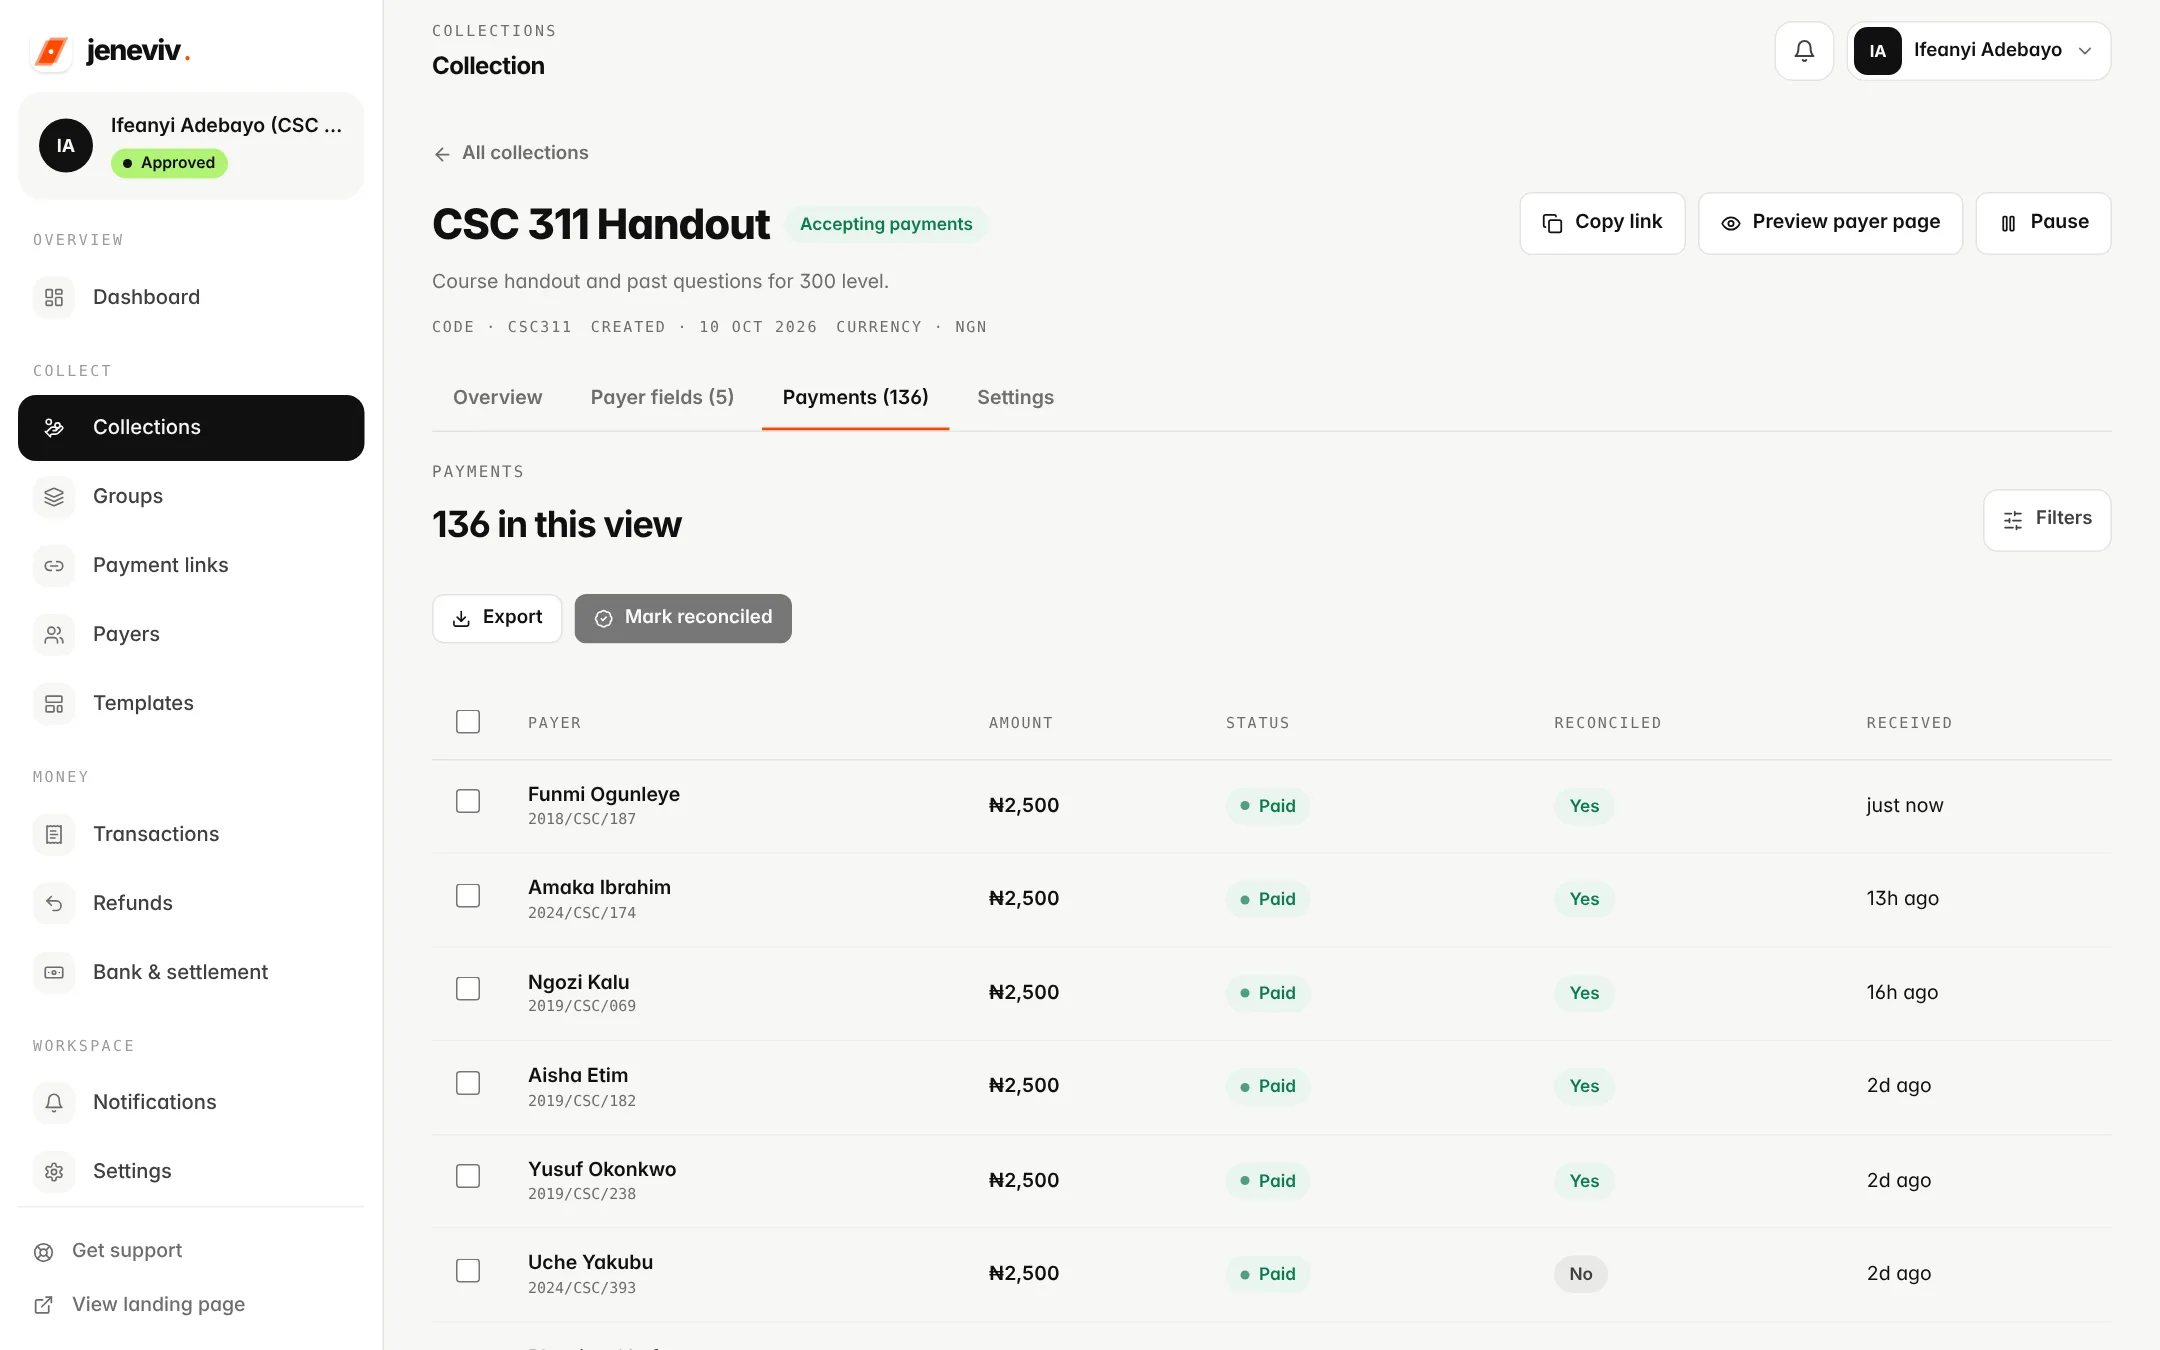 jeneviv.
IA
Ifeanyi Adebayo (CSC ...
Approved
OVERVIEW
Dashboard
COLLECT
Collections
Groups
Payment links
Payers
Templates
MONEY
Transactions
Refunds
Bank & settlement
WORKSPACE
Notifications
Settings
Get support
View landing page
COLLECTIONS
Collection
IA
Ifeanyi Adebayo
All collections
CSC 311 Handout
Accepting payments
Copy link
Preview payer page
Pause
Course handout and past questions for 300 level.
CODE · CSC311 CREATED · 10 OCT 2026 CURRENCY · NGN
Overview
Payer fields (5)
Payments (136)
Settings
PAYMENTS
136 in this view
Filters
Export
Mark reconciled
PAYER AMOUNT STATUS RECONCILED RECEIVED
Funmi Ogunleye
2018/CSC/187
₦2,500
Paid
Yes
just now
Amaka Ibrahim
2024/CSC/174
₦2,500
Paid
Yes
13h ago
Ngozi Kalu
2019/CSC/069
₦2,500
Paid
Yes
16h ago
Aisha Etim
2019/CSC/182
₦2,500
Paid
Yes
2d ago
Yusuf Okonkwo
2019/CSC/238
₦2,500
Paid
Yes
2d ago
Uche Yakubu
2024/CSC/393
₦2,500
Paid
No
2d ago